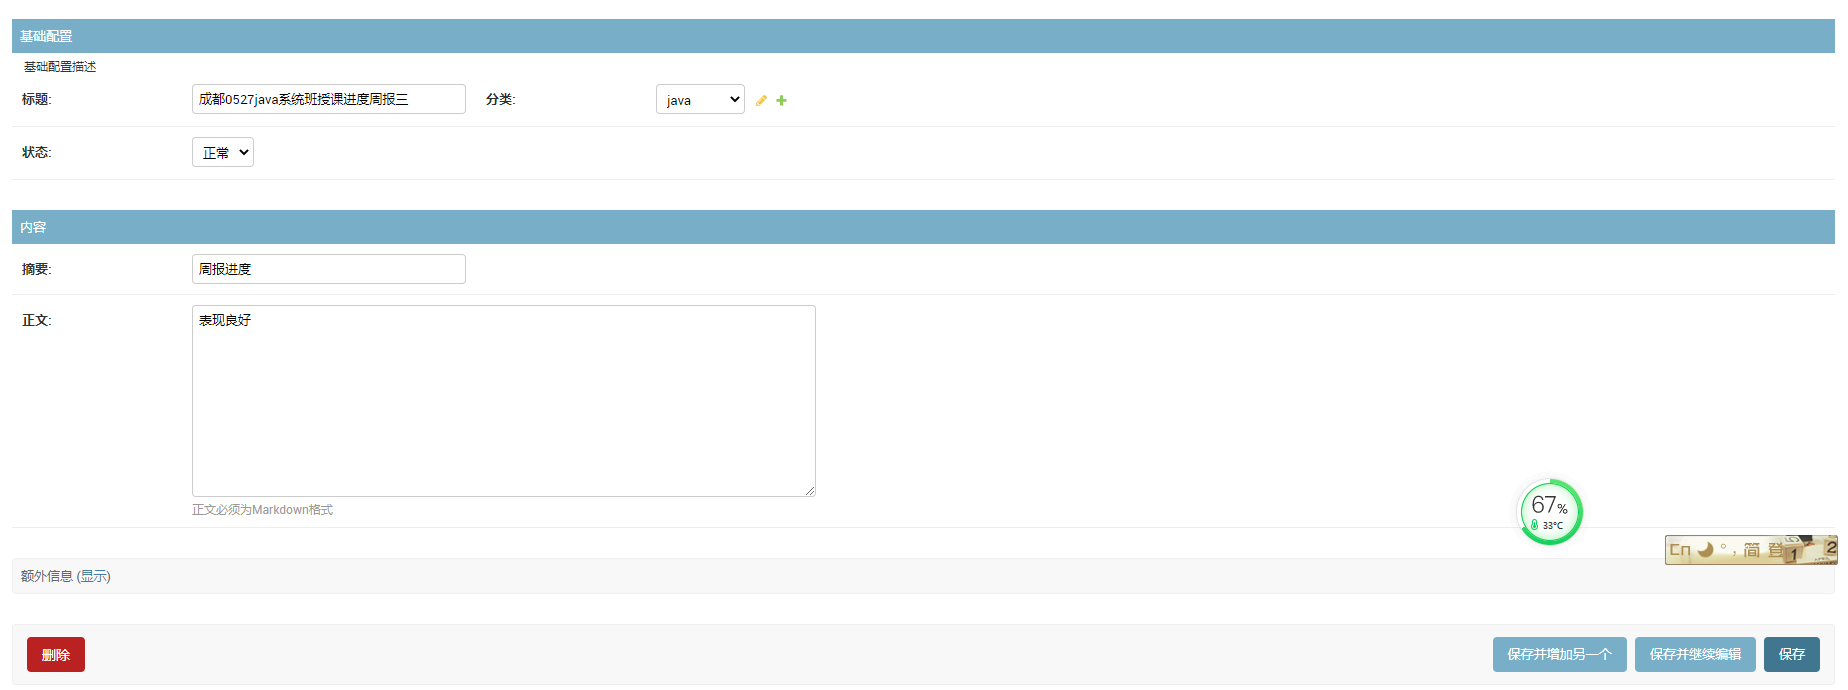 基础配置
基础配置描述
标题: 成都0527java系统班授课进度周报三 分类: java
状态: 正常
内容
摘要: 周报进度
正文: 表现良好
正文必须为Markdown格式
67%
33°C
Cn 简 登 1 2
额外信息 (显示)
删除 保存并增加另一个 保存并继续编辑 保存